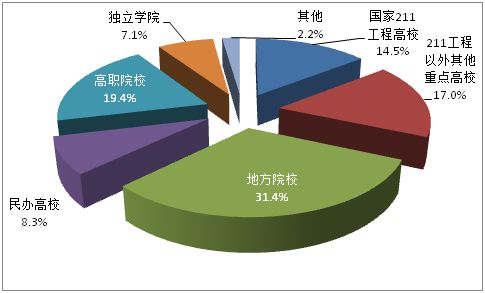 国家211
工程高校
14.5%
211工程
以外其他
重点高校
17.0%
地方院校
31.4%
民办高校
8.3%
高职院校
19.4%
独立学院
7.1%
其他
2.2%